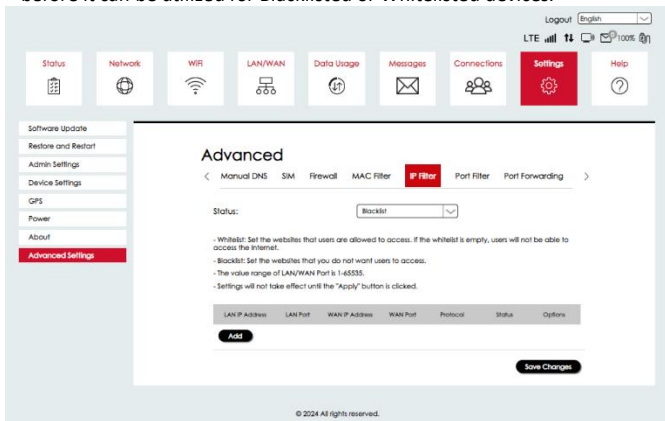 before it can be utilized for Blacklisted or Whitelisted devices.
Logout English
LTE 100%
Status Network WiFi LAN/WAN Data Usage Messages Connections Settings Help
Software Update
Restore and Restart
Admin Settings
Device Settings
GPS
Power
About
Advanced Settings
Advanced
< Manual DNS SIM Firewall MAC Filter IP Filter Port Filter Port Forwarding >
Status: Blacklist
- Whitelist: Set the websites that users are allowed to access. If the whitelist is empty, users will not be able to
access the Internet.
- Blacklist: Set the websites that you do not want users to access.
- The value range of LAN/WAN Port is 1-65535.
- Settings will not take effect until the "Apply" button is clicked.
LAN IP Address LAN Port WAN IP Address WAN Port Protocol Status Options
Add
Save Changes
© 2024 All rights reserved.